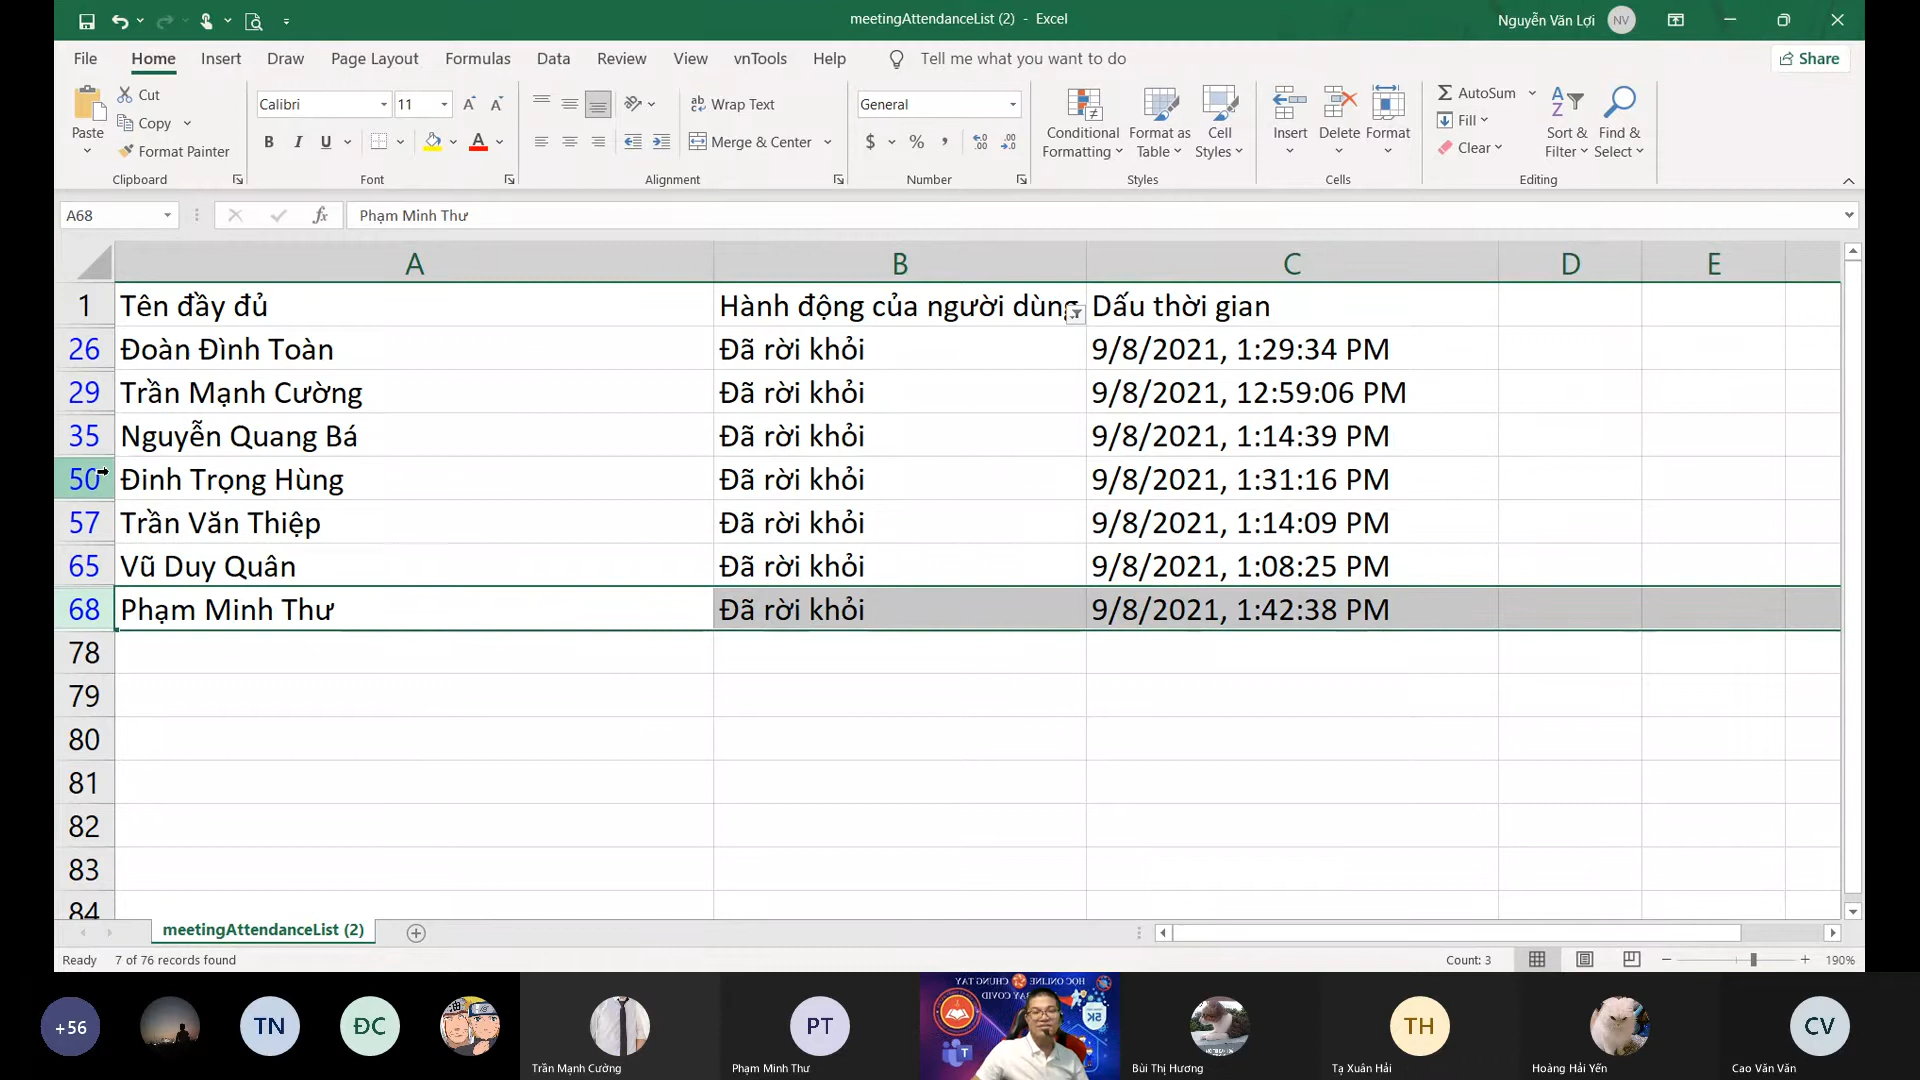 meetingAttendanceList (2) - Excel
Nguyễn Văn Lợi NV
File Home Insert Draw Page Layout Formulas Data Review View vnTools Help Tell me what you want to do Share
Paste Cut Copy Format Painter Clipboard
Calibri 11 B I U A Font
ab Wrap Text Merge & Center Alignment
General $ % , Number
Conditional Formatting Format as Table Cell Styles Styles
Insert Delete Format Cells
AutoSum Fill Clear Sort & Filter Find & Select Editing
A68 fx Phạm Minh Thư
A B C D E
1 Tên đầy đủ Hành động của người dùng Dấu thời gian
26 Đoàn Đình Toàn Đã rời khỏi 9/8/2021, 1:29:34 PM
29 Trần Mạnh Cường Đã rời khỏi 9/8/2021, 12:59:06 PM
35 Nguyễn Quang Bá Đã rời khỏi 9/8/2021, 1:14:39 PM
50 Đinh Trọng Hùng Đã rời khỏi 9/8/2021, 1:31:16 PM
57 Trần Văn Thiệp Đã rời khỏi 9/8/2021, 1:14:09 PM
65 Vũ Duy Quân Đã rời khỏi 9/8/2021, 1:08:25 PM
68 Phạm Minh Thư Đã rời khỏi 9/8/2021, 1:42:38 PM
78
79
80
81
82
83
84
meetingAttendanceList (2)
Ready 7 of 76 records found Count: 3 190%
+56 TN ĐC PT TH CV
HỌC ONLINE CHUNG TAY
COVID
5K
Trần Mạnh Cường Phạm Minh Thư Bùi Thị Hương Tạ Xuân Hải Hoàng Hải Yến Cao Văn Văn